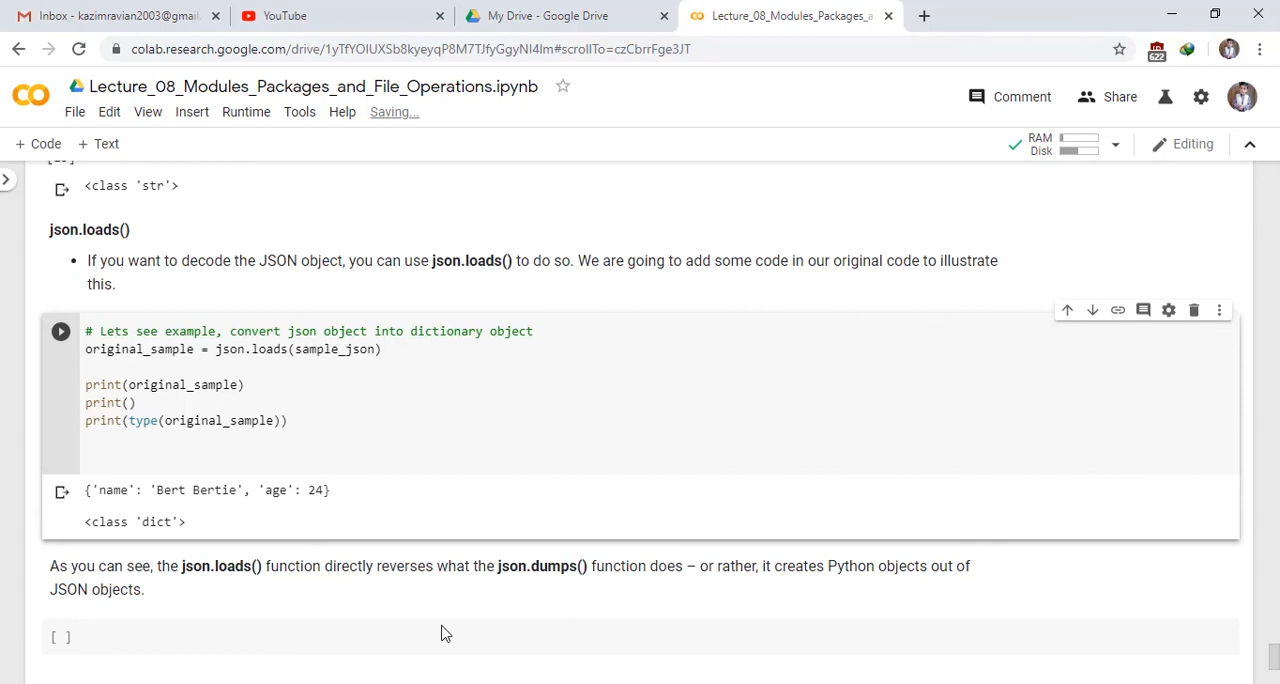 Inbox - kazimravian2003@gmail.
YouTube
My Drive - Google Drive
Lecture_08_Modules_Packages_a
colab.research.google.com/drive/1yTfYOlUXSb8kyeyqP8M7TJfyGgyNI4lm#scrollTo=czCbrrFge3JT
622
Lecture_08_Modules_Packages_and_File_Operations.ipynb
Comment
Share
File Edit View Insert Runtime Tools Help Saving...
+ Code + Text
RAM
Disk
Editing
<class 'str'>
json.loads()
• If you want to decode the JSON object, you can use json.loads() to do so. We are going to add some code in our original code to illustrate
this.
# Lets see example, convert json object into dictionary object
original_sample = json.loads(sample_json)
print(original_sample)
print()
print(type(original_sample))
{'name': 'Bert Bertie', 'age': 24}
<class 'dict'>
As you can see, the json.loads() function directly reverses what the json.dumps() function does – or rather, it creates Python objects out of
JSON objects.
[ ]